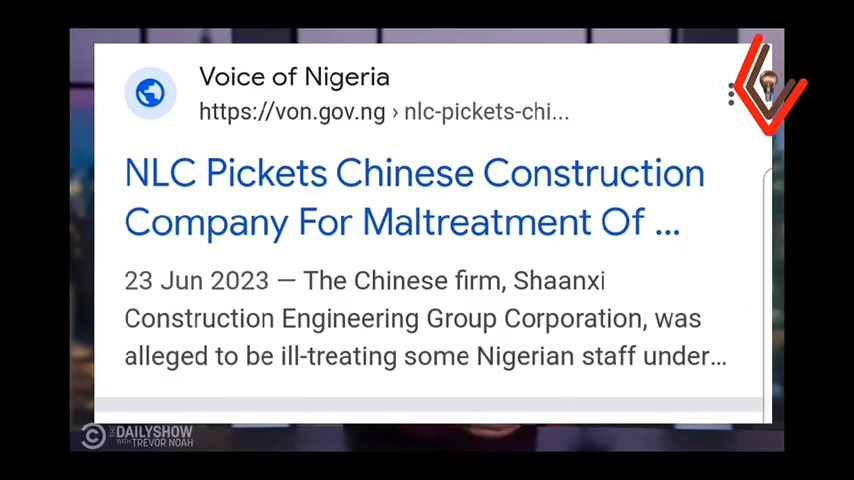 Voice of Nigeria
https://von.gov.ng › nlc-pickets-chi...
NLC Pickets Chinese Construction
Company For Maltreatment Of ...
23 Jun 2023 — The Chinese firm, Shaanxi
Construction Engineering Group Corporation, was
alleged to be ill-treating some Nigerian staff under...
THE DAILYSHOW
WITH TREVOR NOAH